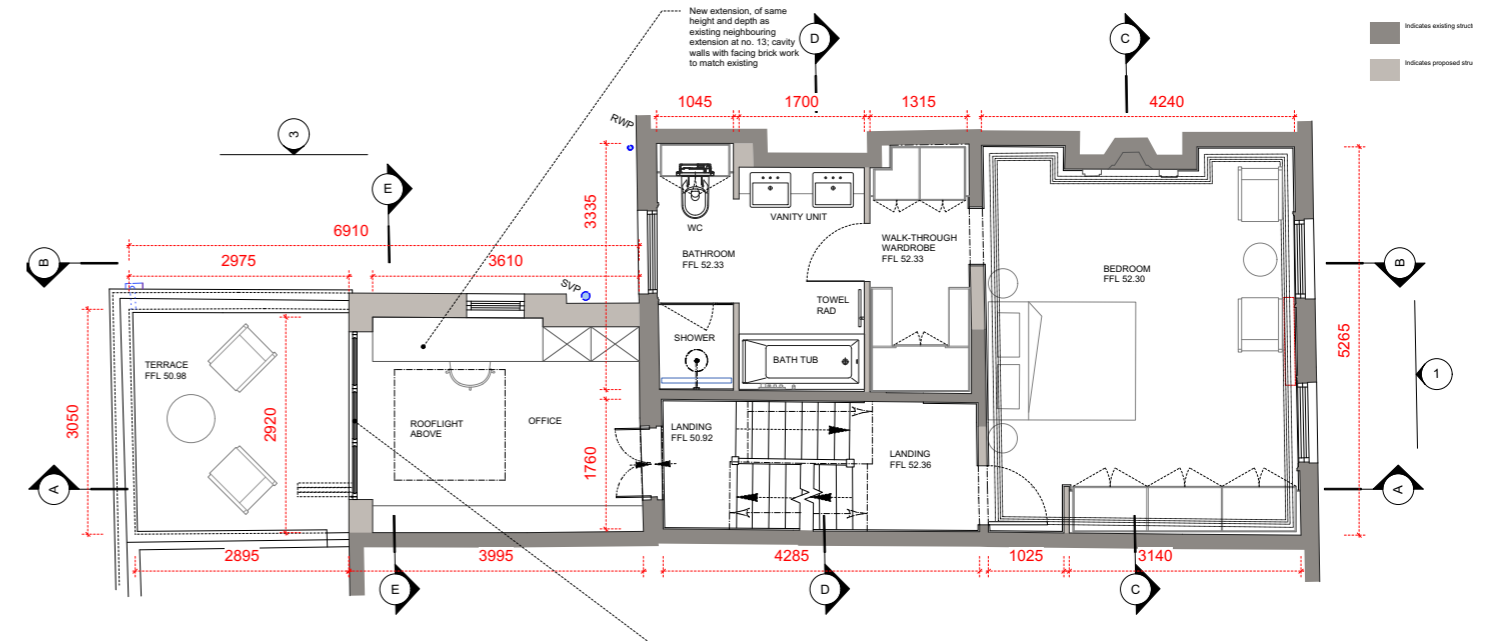 New extension, of same
height and depth as
existing neighbouring
extension at no. 13; cavity
walls with facing brick work
to match existing
D
C
Indicates existing struct
Indicates proposed stru
1045
1700
1315
4240
RWP
3
E
3335
WC
VANITY UNIT
6910
WALK-THROUGH
WARDROBE
FFL 52.33
BATHROOM
FFL 52.33
B
2975
3610
BEDROOM
FFL 52.30
B
SVP
TOWEL
RAD
SHOWER
BATH TUB
5265
TERRACE
FFL 50.98
1
3050
2920
ROOFLIGHT
ABOVE
OFFICE
1760
LANDING
FFL 50.92
LANDING
FFL 52.36
A
A
2895
3995
4285
1025
3140
E
D
C